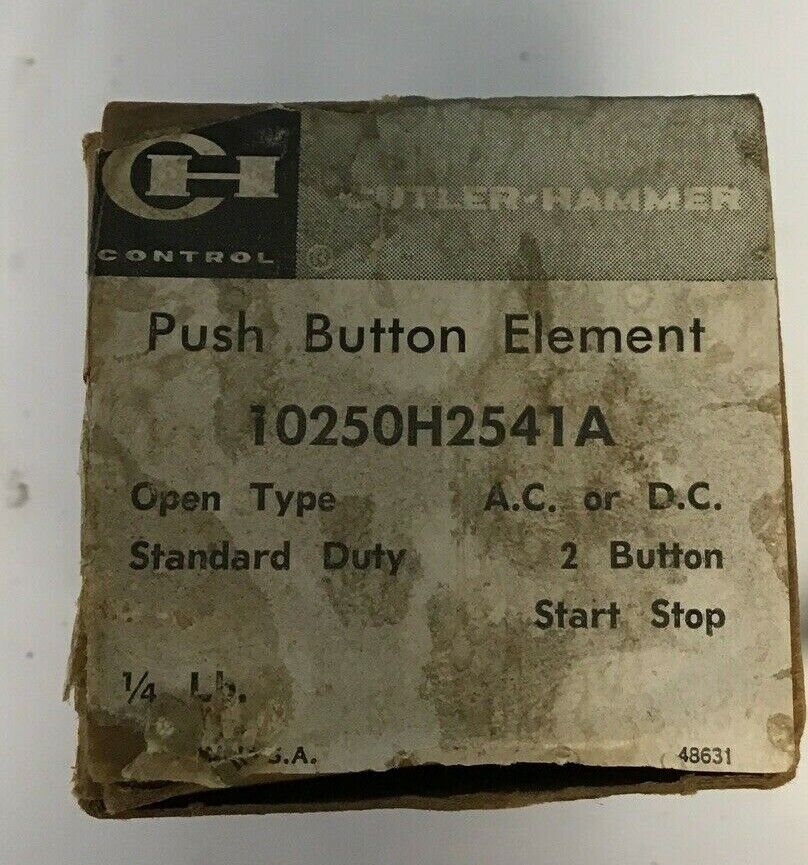 CH
CONTROL ®
CUTLER-HAMMER
Push Button Element
10250H2541A
Open Type A.C. or D.C.
Standard Duty 2 Button
Start Stop
1/4 Lb.
U.S.A. 48631